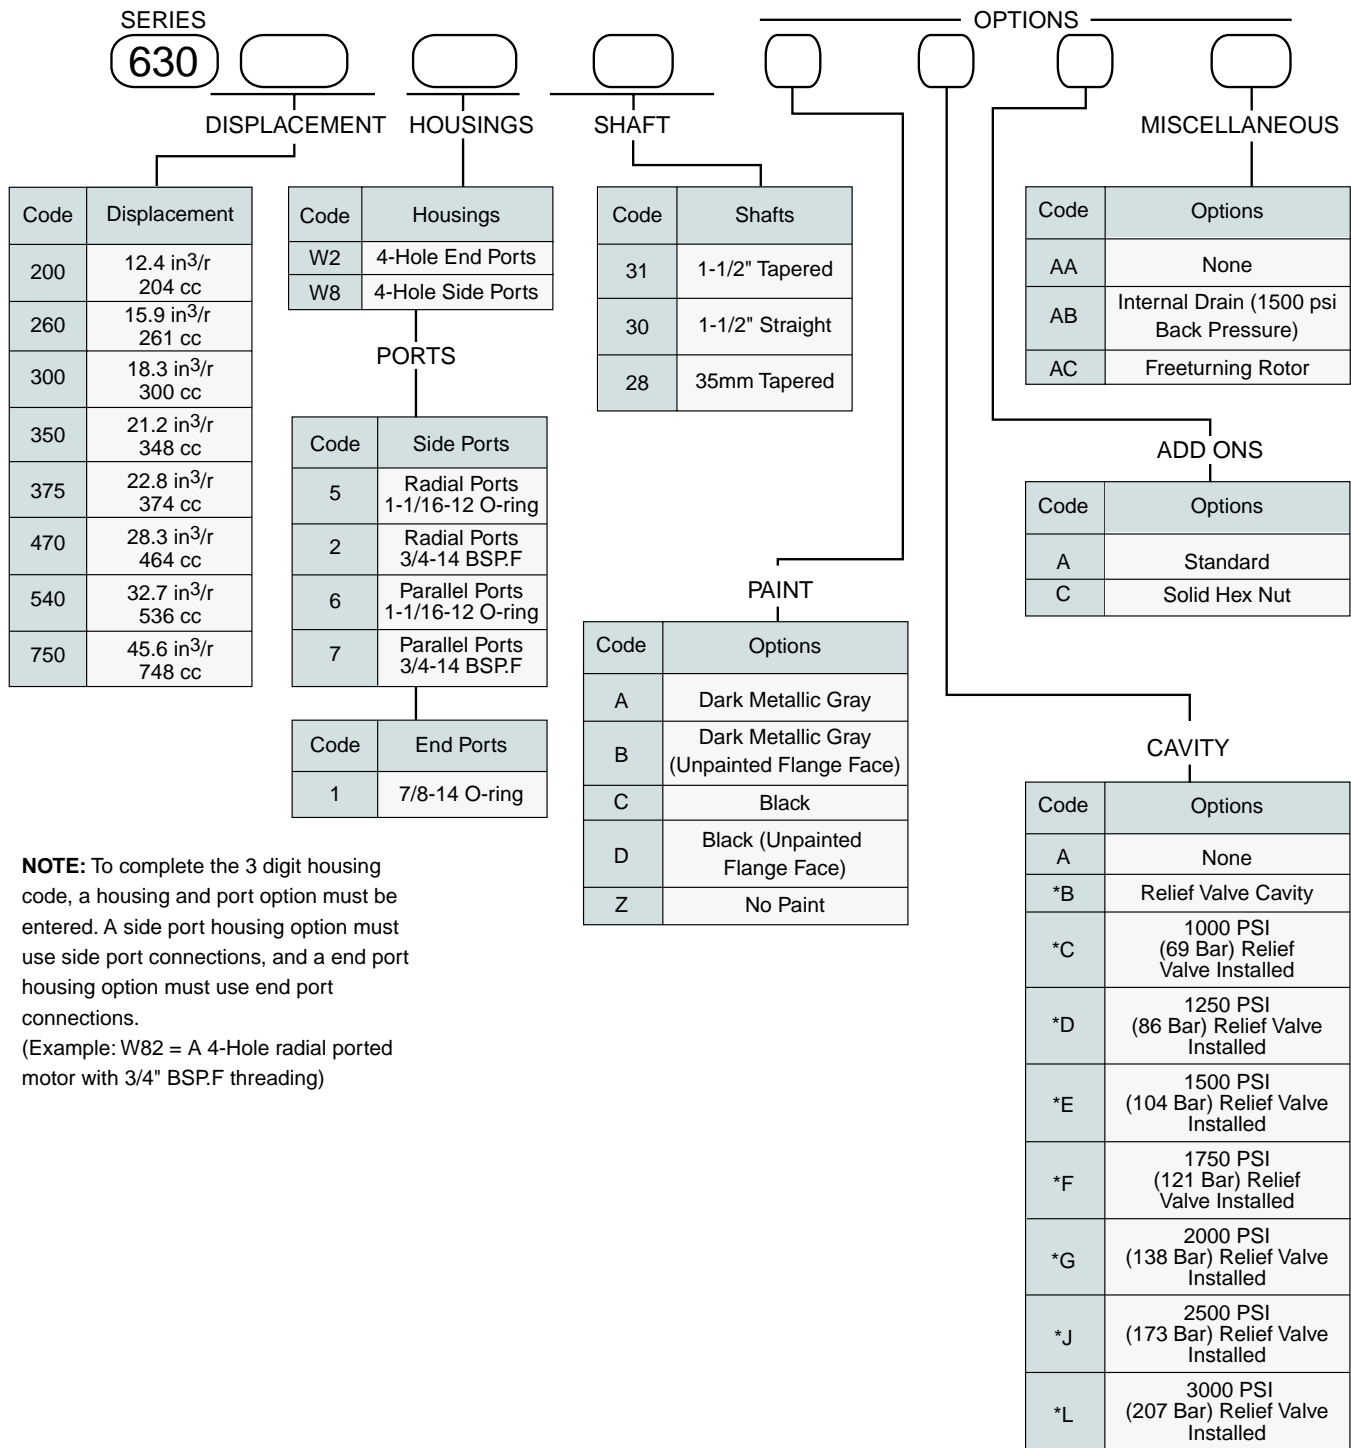 SERIES
OPTIONS
630
DISPLACEMENT
HOUSINGS
SHAFT
MISCELLANEOUS
Code Displacement
200 12.4 in3/r
204 cc
260 15.9 in3/r
261 cc
300 18.3 in3/r
300 cc
350 21.2 in3/r
348 cc
375 22.8 in3/r
374 cc
470 28.3 in3/r
464 cc
540 32.7 in3/r
536 cc
750 45.6 in3/r
748 cc
Code Housings
W2 4-Hole End Ports
W8 4-Hole Side Ports
PORTS
Code Side Ports
5 Radial Ports
1-1/16-12 O-ring
2 Radial Ports
3/4-14 BSP.F
6 Parallel Ports
1-1/16-12 O-ring
7 Parallel Ports
3/4-14 BSP.F
Code End Ports
1 7/8-14 O-ring
Code Shafts
31 1-1/2" Tapered
30 1-1/2" Straight
28 35mm Tapered
PAINT
Code Options
A Dark Metallic Gray
B Dark Metallic Gray
(Unpainted Flange Face)
C Black
D Black (Unpainted
Flange Face)
Z No Paint
Code Options
AA None
AB Internal Drain (1500 psi
Back Pressure)
AC Freeturning Rotor
ADD ONS
Code Options
A Standard
C Solid Hex Nut
CAVITY
Code Options
A None
*B Relief Valve Cavity
*C 1000 PSI
(69 Bar) Relief
Valve Installed
*D 1250 PSI
(86 Bar) Relief Valve
Installed
*E 1500 PSI
(104 Bar) Relief Valve
Installed
*F 1750 PSI
(121 Bar) Relief
Valve Installed
*G 2000 PSI
(138 Bar) Relief Valve
Installed
*J 2500 PSI
(173 Bar) Relief Valve
Installed
*L 3000 PSI
(207 Bar) Relief Valve
Installed
NOTE: To complete the 3 digit housing
code, a housing and port option must be
entered. A side port housing option must
use side port connections, and a end port
housing option must use end port
connections.
(Example: W82 = A 4-Hole radial ported
motor with 3/4" BSP.F threading)